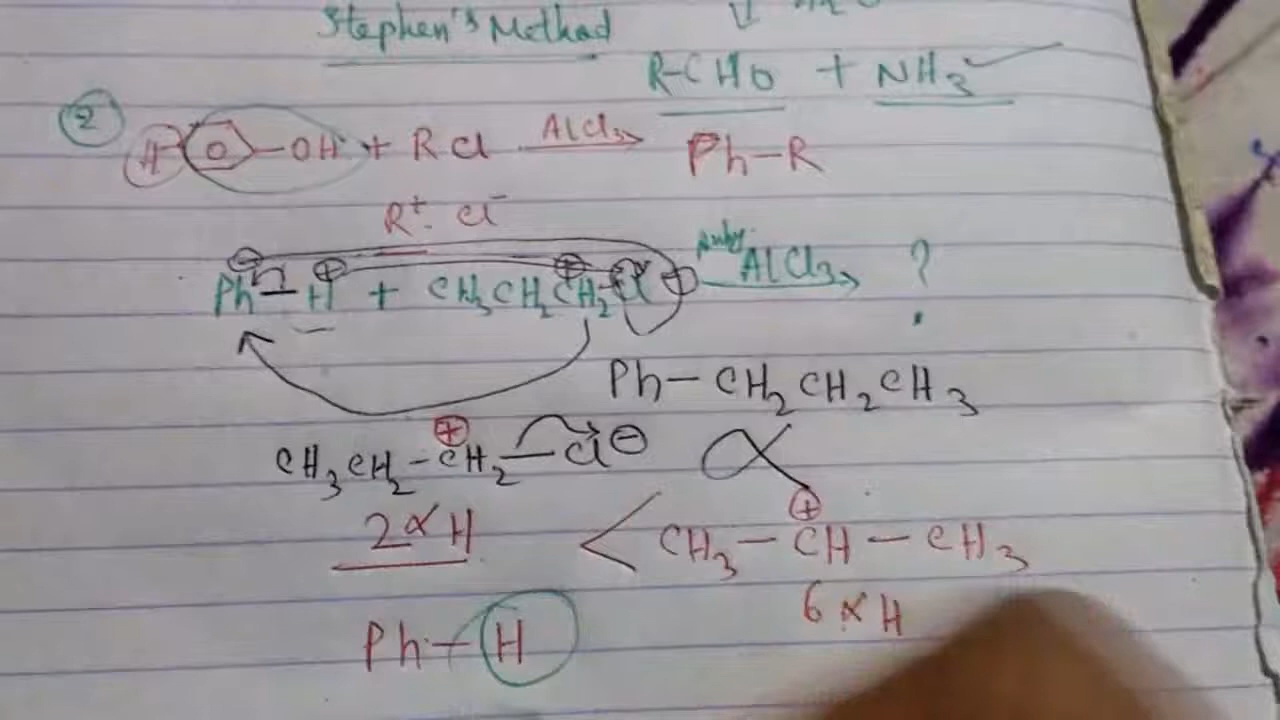 Stephen's Method
R-CHO + NH₃
② H-⌬-OH + RCl AlCl₃→ Ph-R
R⁺ Cl⁻
Ph-H + CH₃CH₂CH₂-Cl AlCl₃→ ?
Ph-CH₂CH₂CH₃
CH₃CH₂-CH₂-Cl
2αH < CH₃-CH-CH₃
6αH
Ph-H